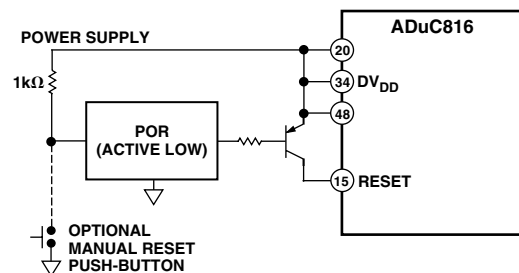 ADuC816
POWER SUPPLY
20
1kΩ
34 DVDD
POR
(ACTIVE LOW)
48
15 RESET
OPTIONAL
MANUAL RESET
PUSH-BUTTON